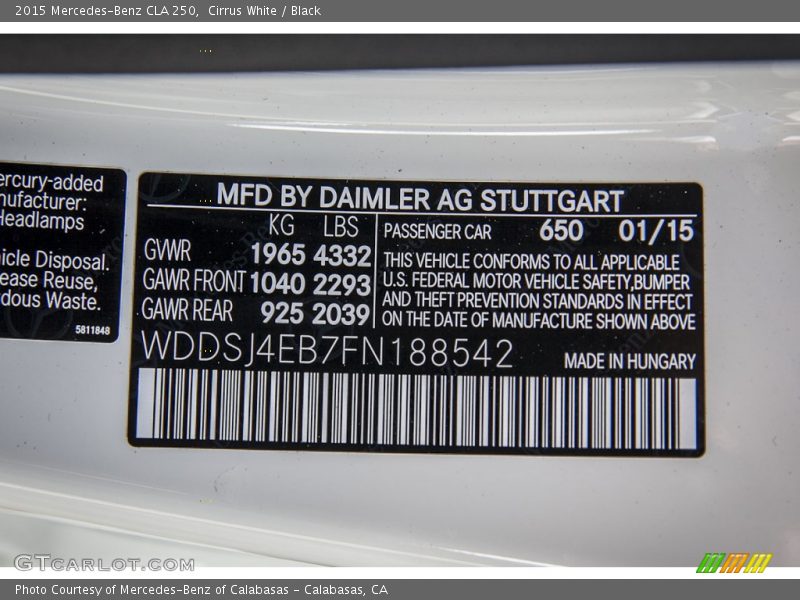 2015 Mercedes-Benz CLA 250, Cirrus White / Black
ercury-added
nufacturer:
Headlamps
icle Disposal.
ease Reuse,
dous Waste.
5811848
MFD BY DAIMLER AG STUTTGART
KG LBS
GVWR 1965 4332
GAWR FRONT 1040 2293
GAWR REAR 925 2039
PASSENGER CAR 650 01/15
THIS VEHICLE CONFORMS TO ALL APPLICABLE
U.S. FEDERAL MOTOR VEHICLE SAFETY,BUMPER
AND THEFT PREVENTION STANDARDS IN EFFECT
ON THE DATE OF MANUFACTURE SHOWN ABOVE
WDDSJ4EB7FN188542
MADE IN HUNGARY
GTCARLOT.COM
Photo Courtesy of Mercedes-Benz of Calabasas - Calabasas, CA